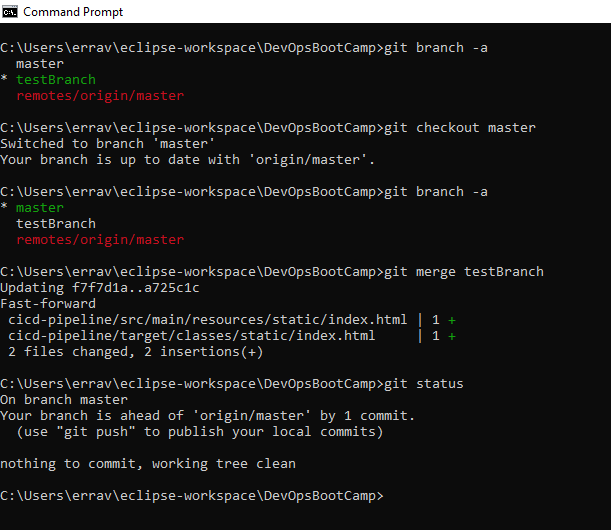 Command Prompt
C:\Users\errav\eclipse-workspace\DevOpsBootCamp>git branch -a
  master
* testBranch
  remotes/origin/master
C:\Users\errav\eclipse-workspace\DevOpsBootCamp>git checkout master
Switched to branch 'master'
Your branch is up to date with 'origin/master'.
C:\Users\errav\eclipse-workspace\DevOpsBootCamp>git branch -a
* master
  testBranch
  remotes/origin/master
C:\Users\errav\eclipse-workspace\DevOpsBootCamp>git merge testBranch
Updating f7f7d1a..a725c1c
Fast-forward
 cicd-pipeline/src/main/resources/static/index.html | 1 +
 cicd-pipeline/target/classes/static/index.html     | 1 +
 2 files changed, 2 insertions(+)
C:\Users\errav\eclipse-workspace\DevOpsBootCamp>git status
On branch master
Your branch is ahead of 'origin/master' by 1 commit.
  (use "git push" to publish your local commits)
nothing to commit, working tree clean
C:\Users\errav\eclipse-workspace\DevOpsBootCamp>